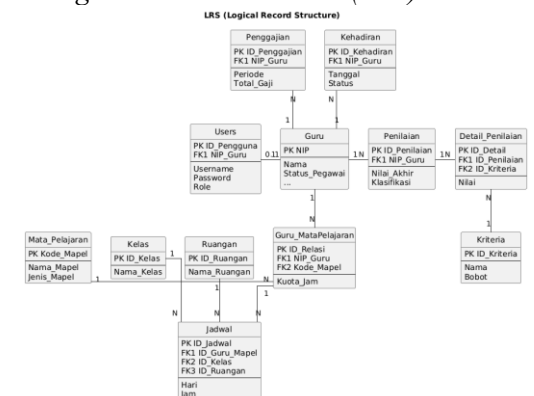 LRS (Logical Record Structure)
Penggajian
PK ID_Penggajian
FK1 NIP_Guru
Periode
Total_Gaji
Kehadiran
PK ID_Kehadiran
FK1 NIP_Guru
Tanggal
Status
N
N
1
1
Users
PK ID_Pengguna
FK1 NIP_Guru
Username
Password
Role
0.11
Guru
PK NIP
Nama
Status_Pegawai
...
1 N
Penilaian
PK ID_Penilaian
FK1 NIP_Guru
Nilai_Akhir
Klasifikasi
1 N
Detail_Penilaian
PK ID_Detail
FK1 ID_Penilaian
FK2 ID_Kriteria
Nilai
1
N
N
1
Mata_Pelajaran
PK Kode_Mapel
Nama_Mapel
Jenis_Mapel
1
Kelas
PK ID_Kelas
Nama_Kelas
1
Ruangan
PK ID_Ruangan
Nama_Ruangan
1
Guru_MataPelajaran
PK ID_Relasi
FK1 NIP_Guru
FK2 Kode_Mapel
Kuota_Jam
N
1
Kriteria
PK ID_Kriteria
Nama
Bobot
N
N
N
Jadwal
PK ID_Jadwal
FK1 ID_Guru_Mapel
FK2 ID_Kelas
FK3 ID_Ruangan
Hari
Jam